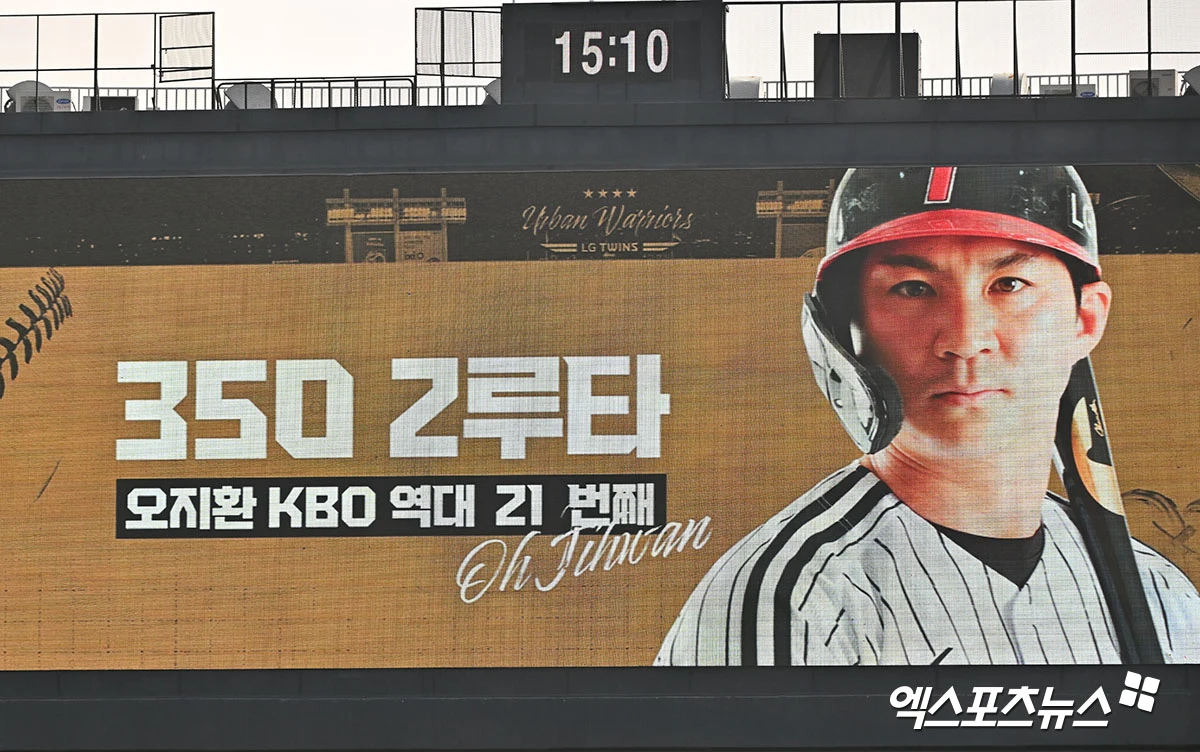 15:10
Urban Warriors
LG TWINS
350 2루타
오지환 KBO 역대 21 번째
Oh Jihwan
엑스포츠뉴스